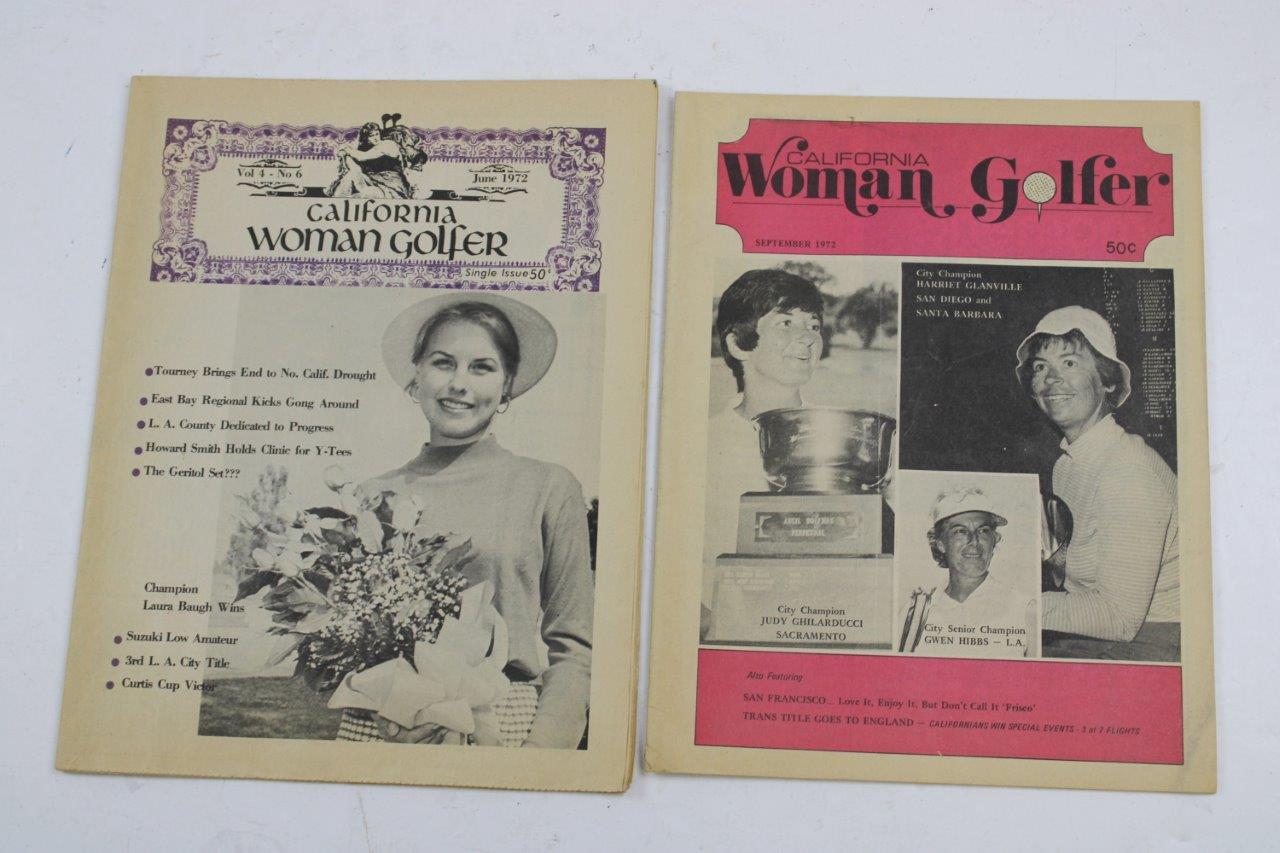 Vol 4 - No 6
June 1972
CALIFORNIA
WOMAN GOLFER
Single Issue 50¢
Tourney Brings End to No. Calif. Drought
East Bay Regional Kicks Gong Around
L. A. County Dedicated to Progress
Howard Smith Holds Clinic for Y-Tees
The Geritol Set???
Champion
Laura Baugh Wins
Suzuki Low Amateur
3rd L. A. City Title
Curtis Cup Victor
CALIFORNIA
Woman Golfer
SEPTEMBER 1972
50¢
City Champion
HARRIET GLANVILLE
SAN DIEGO and
SANTA BARBARA
PERPETUAL
City Champion
JUDY GHILARDUCCI
SACRAMENTO
City Senior Champion
GWEN HIBBS — L.A.
Also Featuring
SAN FRANCISCO... Love It, Enjoy It, But Don't Call It 'Frisco'
TRANS TITLE GOES TO ENGLAND — CALIFORNIANS WIN SPECIAL EVENTS - 3 of 7 FLIGHTS